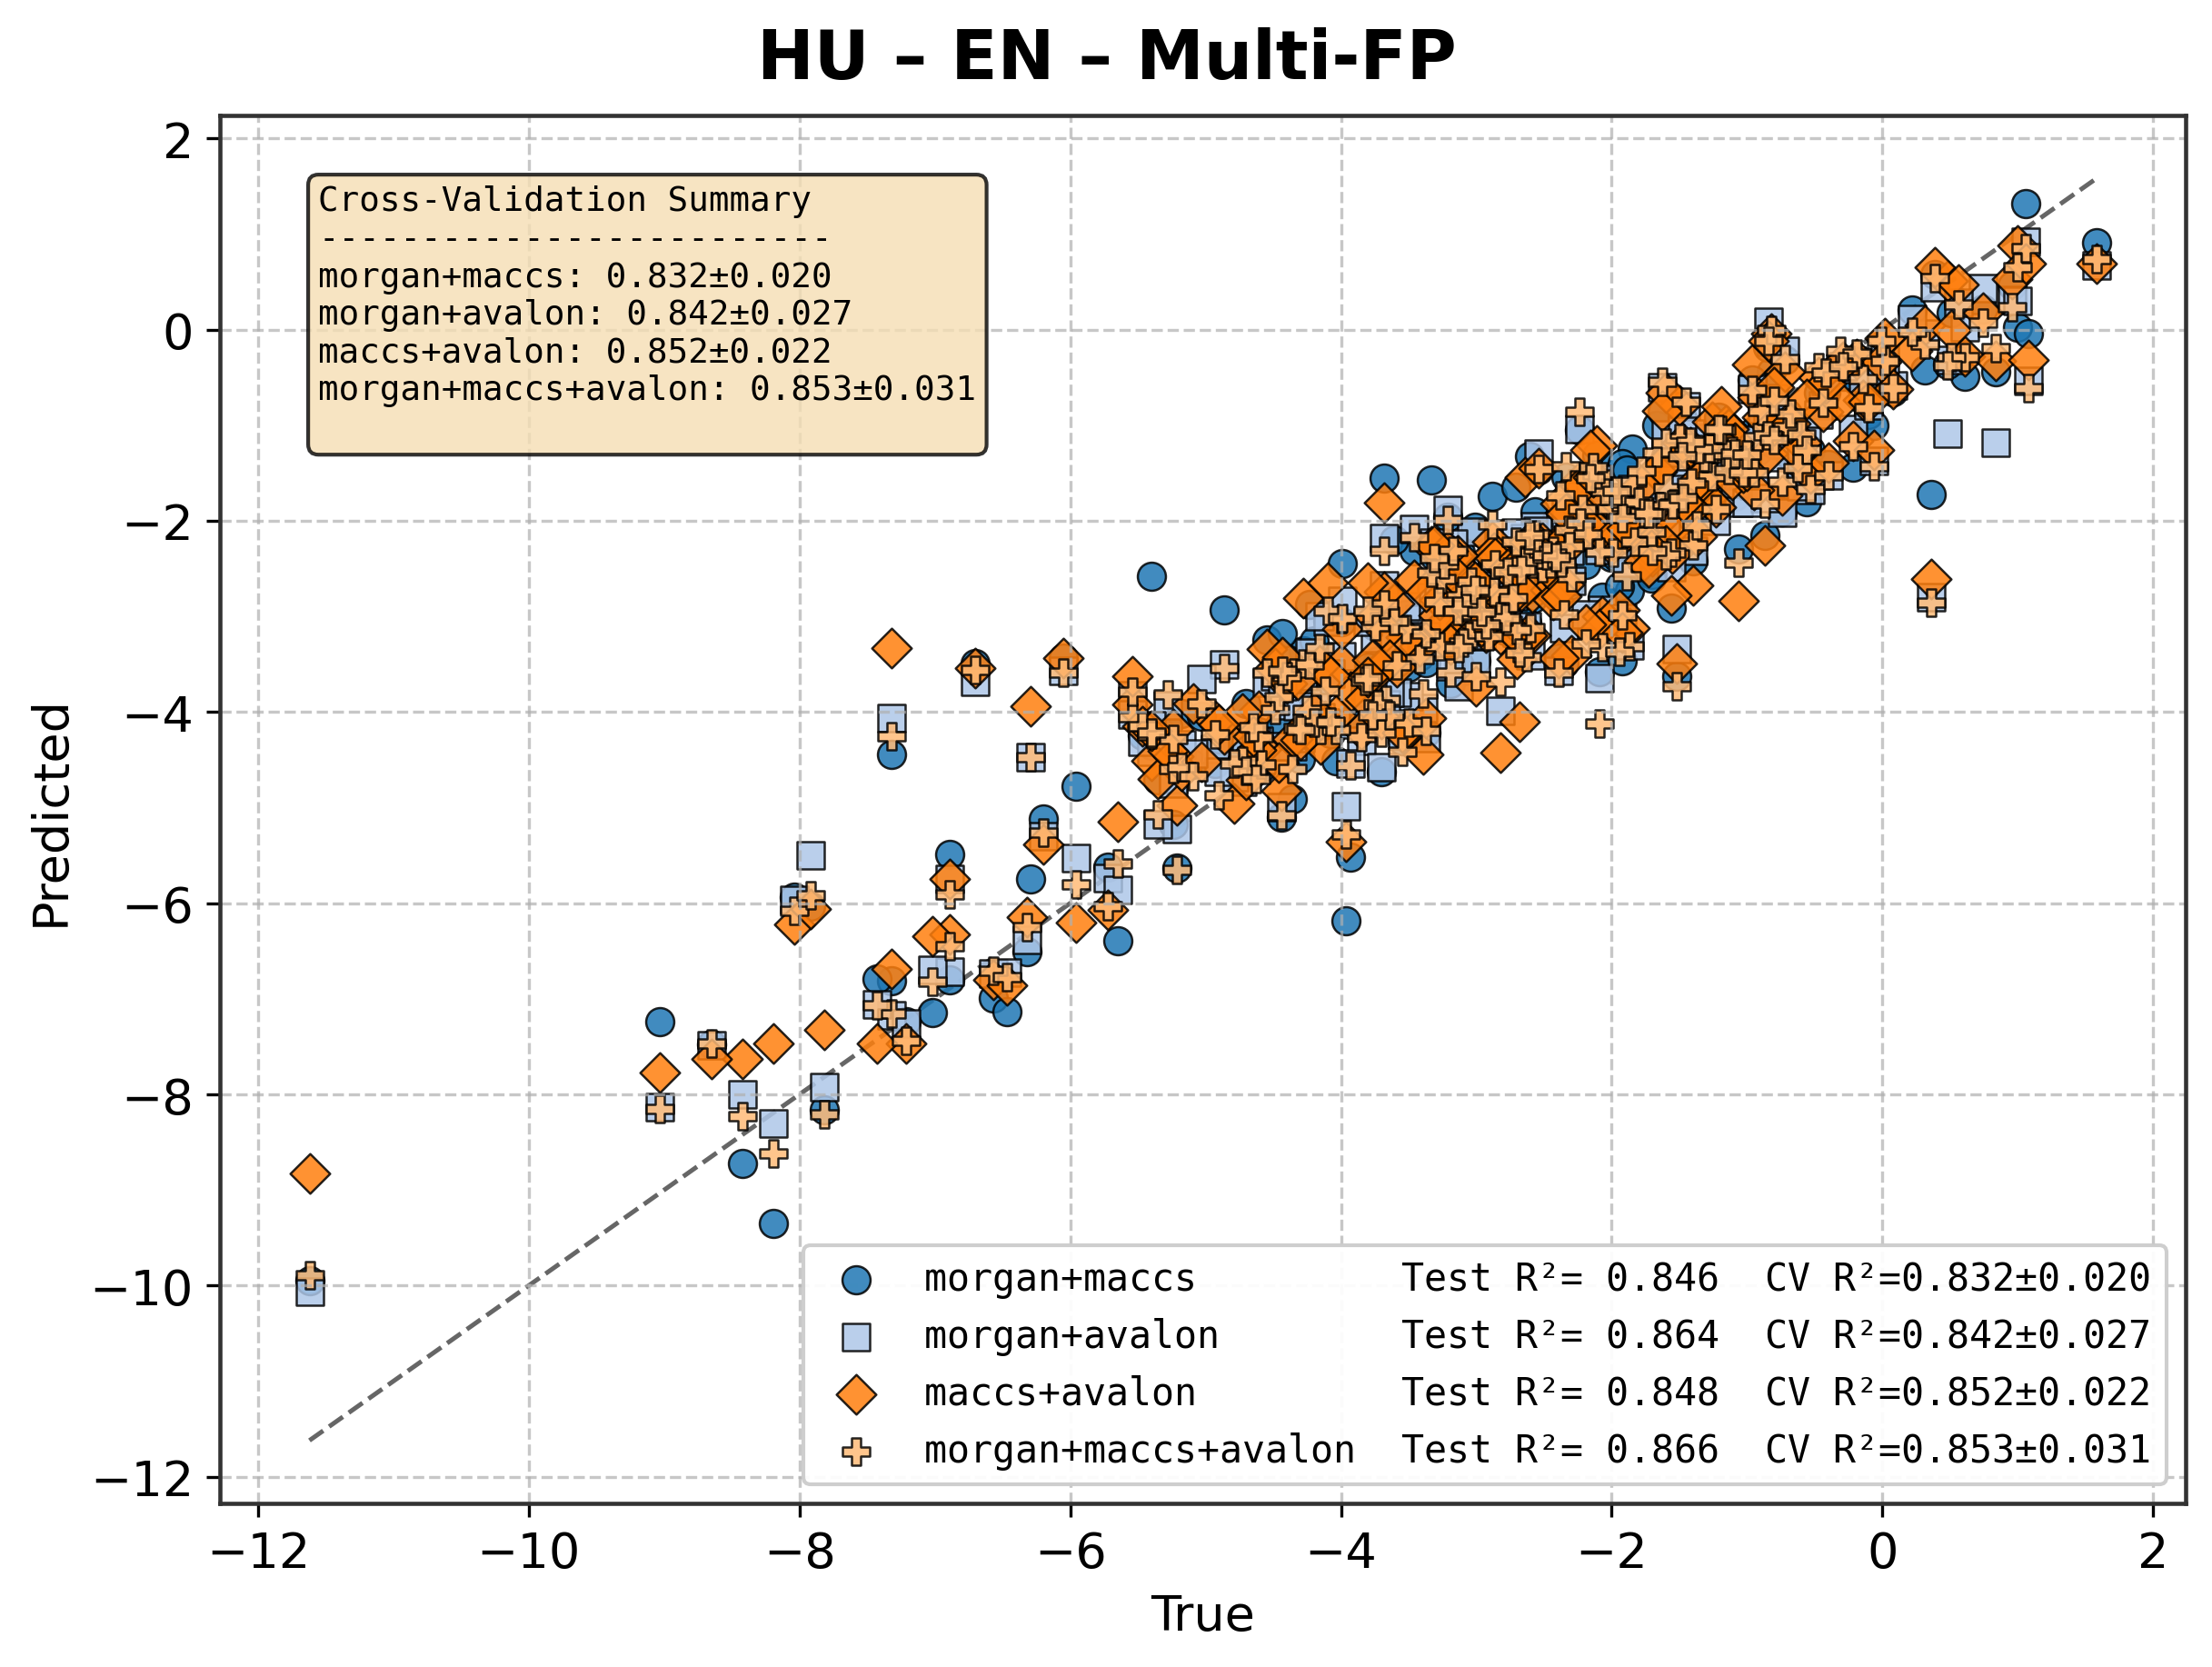 HU – EN – Multi-FP
2
0
−2
−4
−6
−8
−10
−12
Predicted
Cross-Validation Summary
-------------------------
morgan+maccs: 0.832±0.020
morgan+avalon: 0.842±0.027
maccs+avalon: 0.852±0.022
morgan+maccs+avalon: 0.853±0.031
morgan+maccs Test R²= 0.846 CV R²=0.832±0.020
morgan+avalon Test R²= 0.864 CV R²=0.842±0.027
maccs+avalon Test R²= 0.848 CV R²=0.852±0.022
morgan+maccs+avalon Test R²= 0.866 CV R²=0.853±0.031
−12 −10 −8 −6 −4 −2 0 2
True